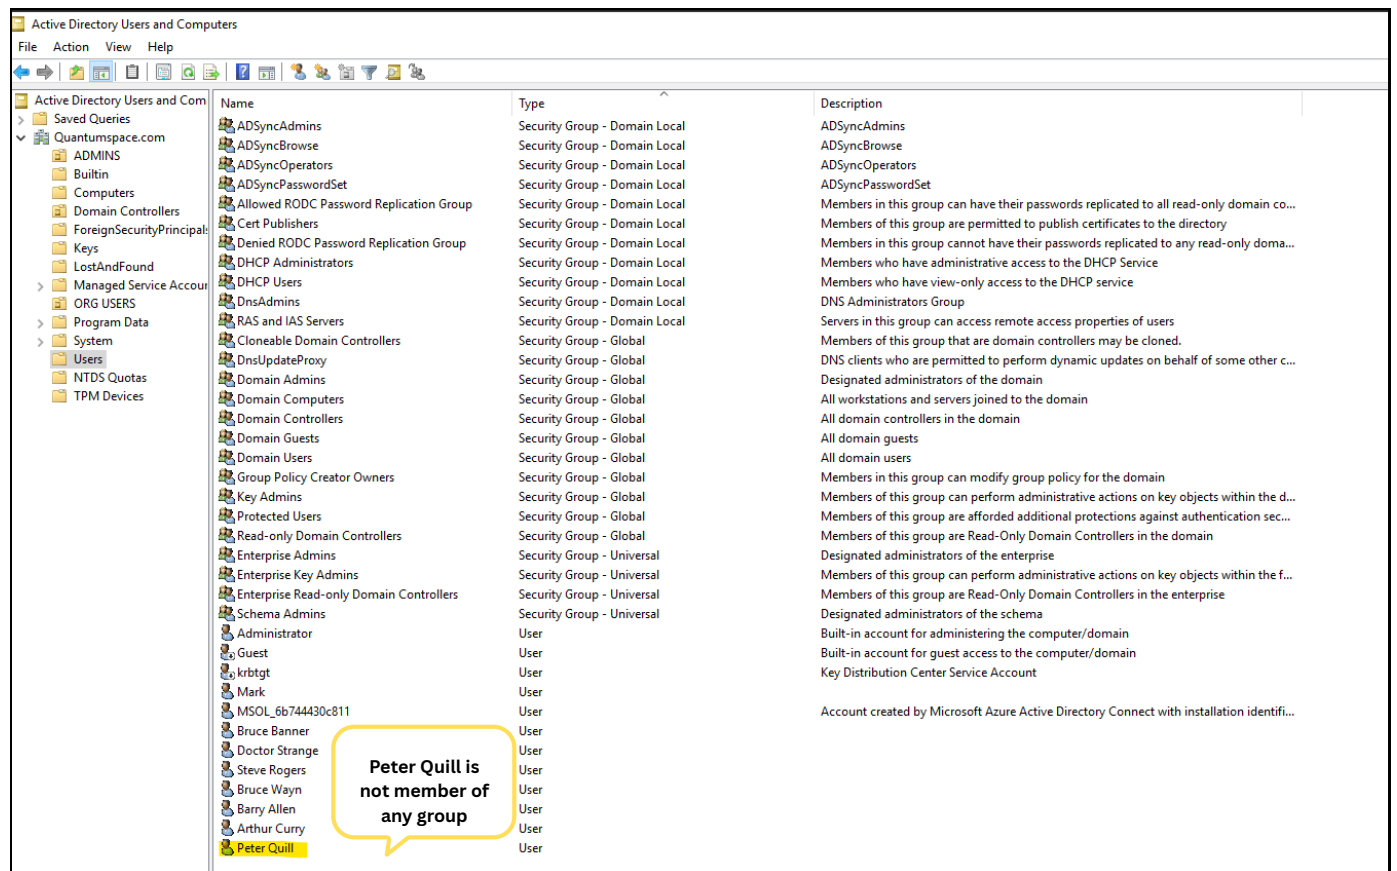 Active Directory Users and Computers
File Action View Help
Active Directory Users and Com
Saved Queries
Quantumspace.com
ADMINS
Builtin
Computers
Domain Controllers
ForeignSecurityPrincipals
Keys
LostAndFound
Managed Service Accour
ORG USERS
Program Data
System
Users
NTDS Quotas
TPM Devices
Name Type Description
ADSyncAdmins Security Group - Domain Local ADSyncAdmins
ADSyncBrowse Security Group - Domain Local ADSyncBrowse
ADSyncOperators Security Group - Domain Local ADSyncOperators
ADSyncPasswordSet Security Group - Domain Local ADSyncPasswordSet
Allowed RODC Password Replication Group Security Group - Domain Local Members in this group can have their passwords replicated to all read-only domain co...
Cert Publishers Security Group - Domain Local Members of this group are permitted to publish certificates to the directory
Denied RODC Password Replication Group Security Group - Domain Local Members in this group cannot have their passwords replicated to any read-only doma...
DHCP Administrators Security Group - Domain Local Members who have administrative access to the DHCP Service
DHCP Users Security Group - Domain Local Members who have view-only access to the DHCP service
DnsAdmins Security Group - Domain Local DNS Administrators Group
RAS and IAS Servers Security Group - Domain Local Servers in this group can access remote access properties of users
Cloneable Domain Controllers Security Group - Global Members of this group that are domain controllers may be cloned.
DnsUpdateProxy Security Group - Global DNS clients who are permitted to perform dynamic updates on behalf of some other c...
Domain Admins Security Group - Global Designated administrators of the domain
Domain Computers Security Group - Global All workstations and servers joined to the domain
Domain Controllers Security Group - Global All domain controllers in the domain
Domain Guests Security Group - Global All domain guests
Domain Users Security Group - Global All domain users
Group Policy Creator Owners Security Group - Global Members in this group can modify group policy for the domain
Key Admins Security Group - Global Members of this group can perform administrative actions on key objects within the d...
Protected Users Security Group - Global Members of this group are afforded additional protections against authentication sec...
Read-only Domain Controllers Security Group - Global Members of this group are Read-Only Domain Controllers in the domain
Enterprise Admins Security Group - Universal Designated administrators of the enterprise
Enterprise Key Admins Security Group - Universal Members of this group can perform administrative actions on key objects within the f...
Enterprise Read-only Domain Controllers Security Group - Universal Members of this group are Read-Only Domain Controllers in the enterprise
Schema Admins Security Group - Universal Designated administrators of the schema
Administrator User Built-in account for administering the computer/domain
Guest User Built-in account for guest access to the computer/domain
krbtgt User Key Distribution Center Service Account
Mark User
MSOL_6b744430c811 User Account created by Microsoft Azure Active Directory Connect with installation identifi...
Bruce Banner User
Doctor Strange User
Steve Rogers User
Bruce Wayn User
Barry Allen User
Arthur Curry User
Peter Quill User
Peter Quill is
not member of
any group